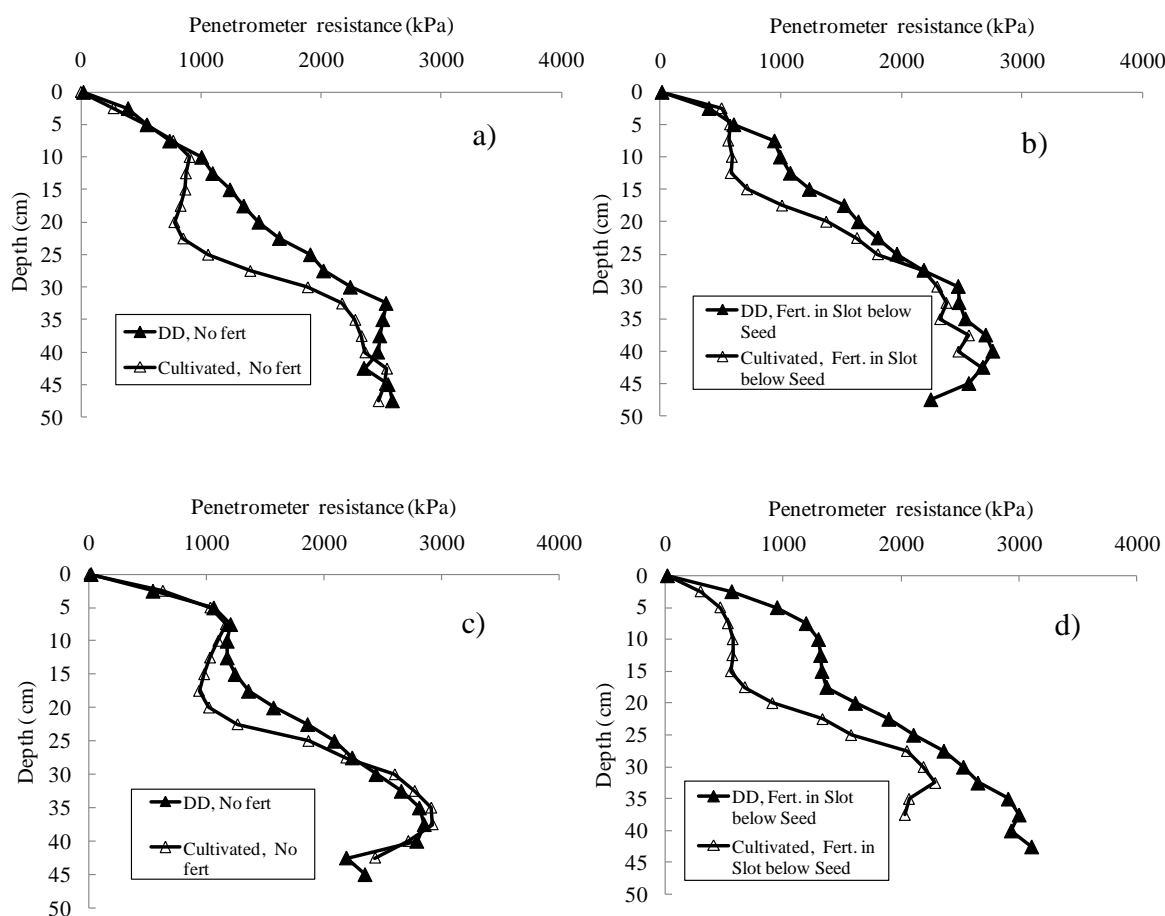 Penetrometer resistance (kPa)
0 1000 2000 3000 4000
0
5
10
15
20
25
30
35
40
45
50
Depth (cm)
a)
DD, No fert
Cultivated, No fert
Penetrometer resistance (kPa)
0 1000 2000 3000 4000
0
5
10
15
20
25
30
35
40
45
50
Depth (cm)
b)
DD, Fert. in Slot below
Seed
Cultivated, Fert. in Slot
below Seed
Penetrometer resistance (kPa)
0 1000 2000 3000 4000
0
5
10
15
20
25
30
35
40
45
50
Depth ( cm)
c)
DD, No fert
Cultivated, No
fert
Penetrometer resistance (kPa)
0 1000 2000 3000 4000
0
5
10
15
20
25
30
35
40
45
50
Depth (cm)
d)
DD, Fert. in Slot
below Seed
Cultivated, Fert. in
Slot below Seed